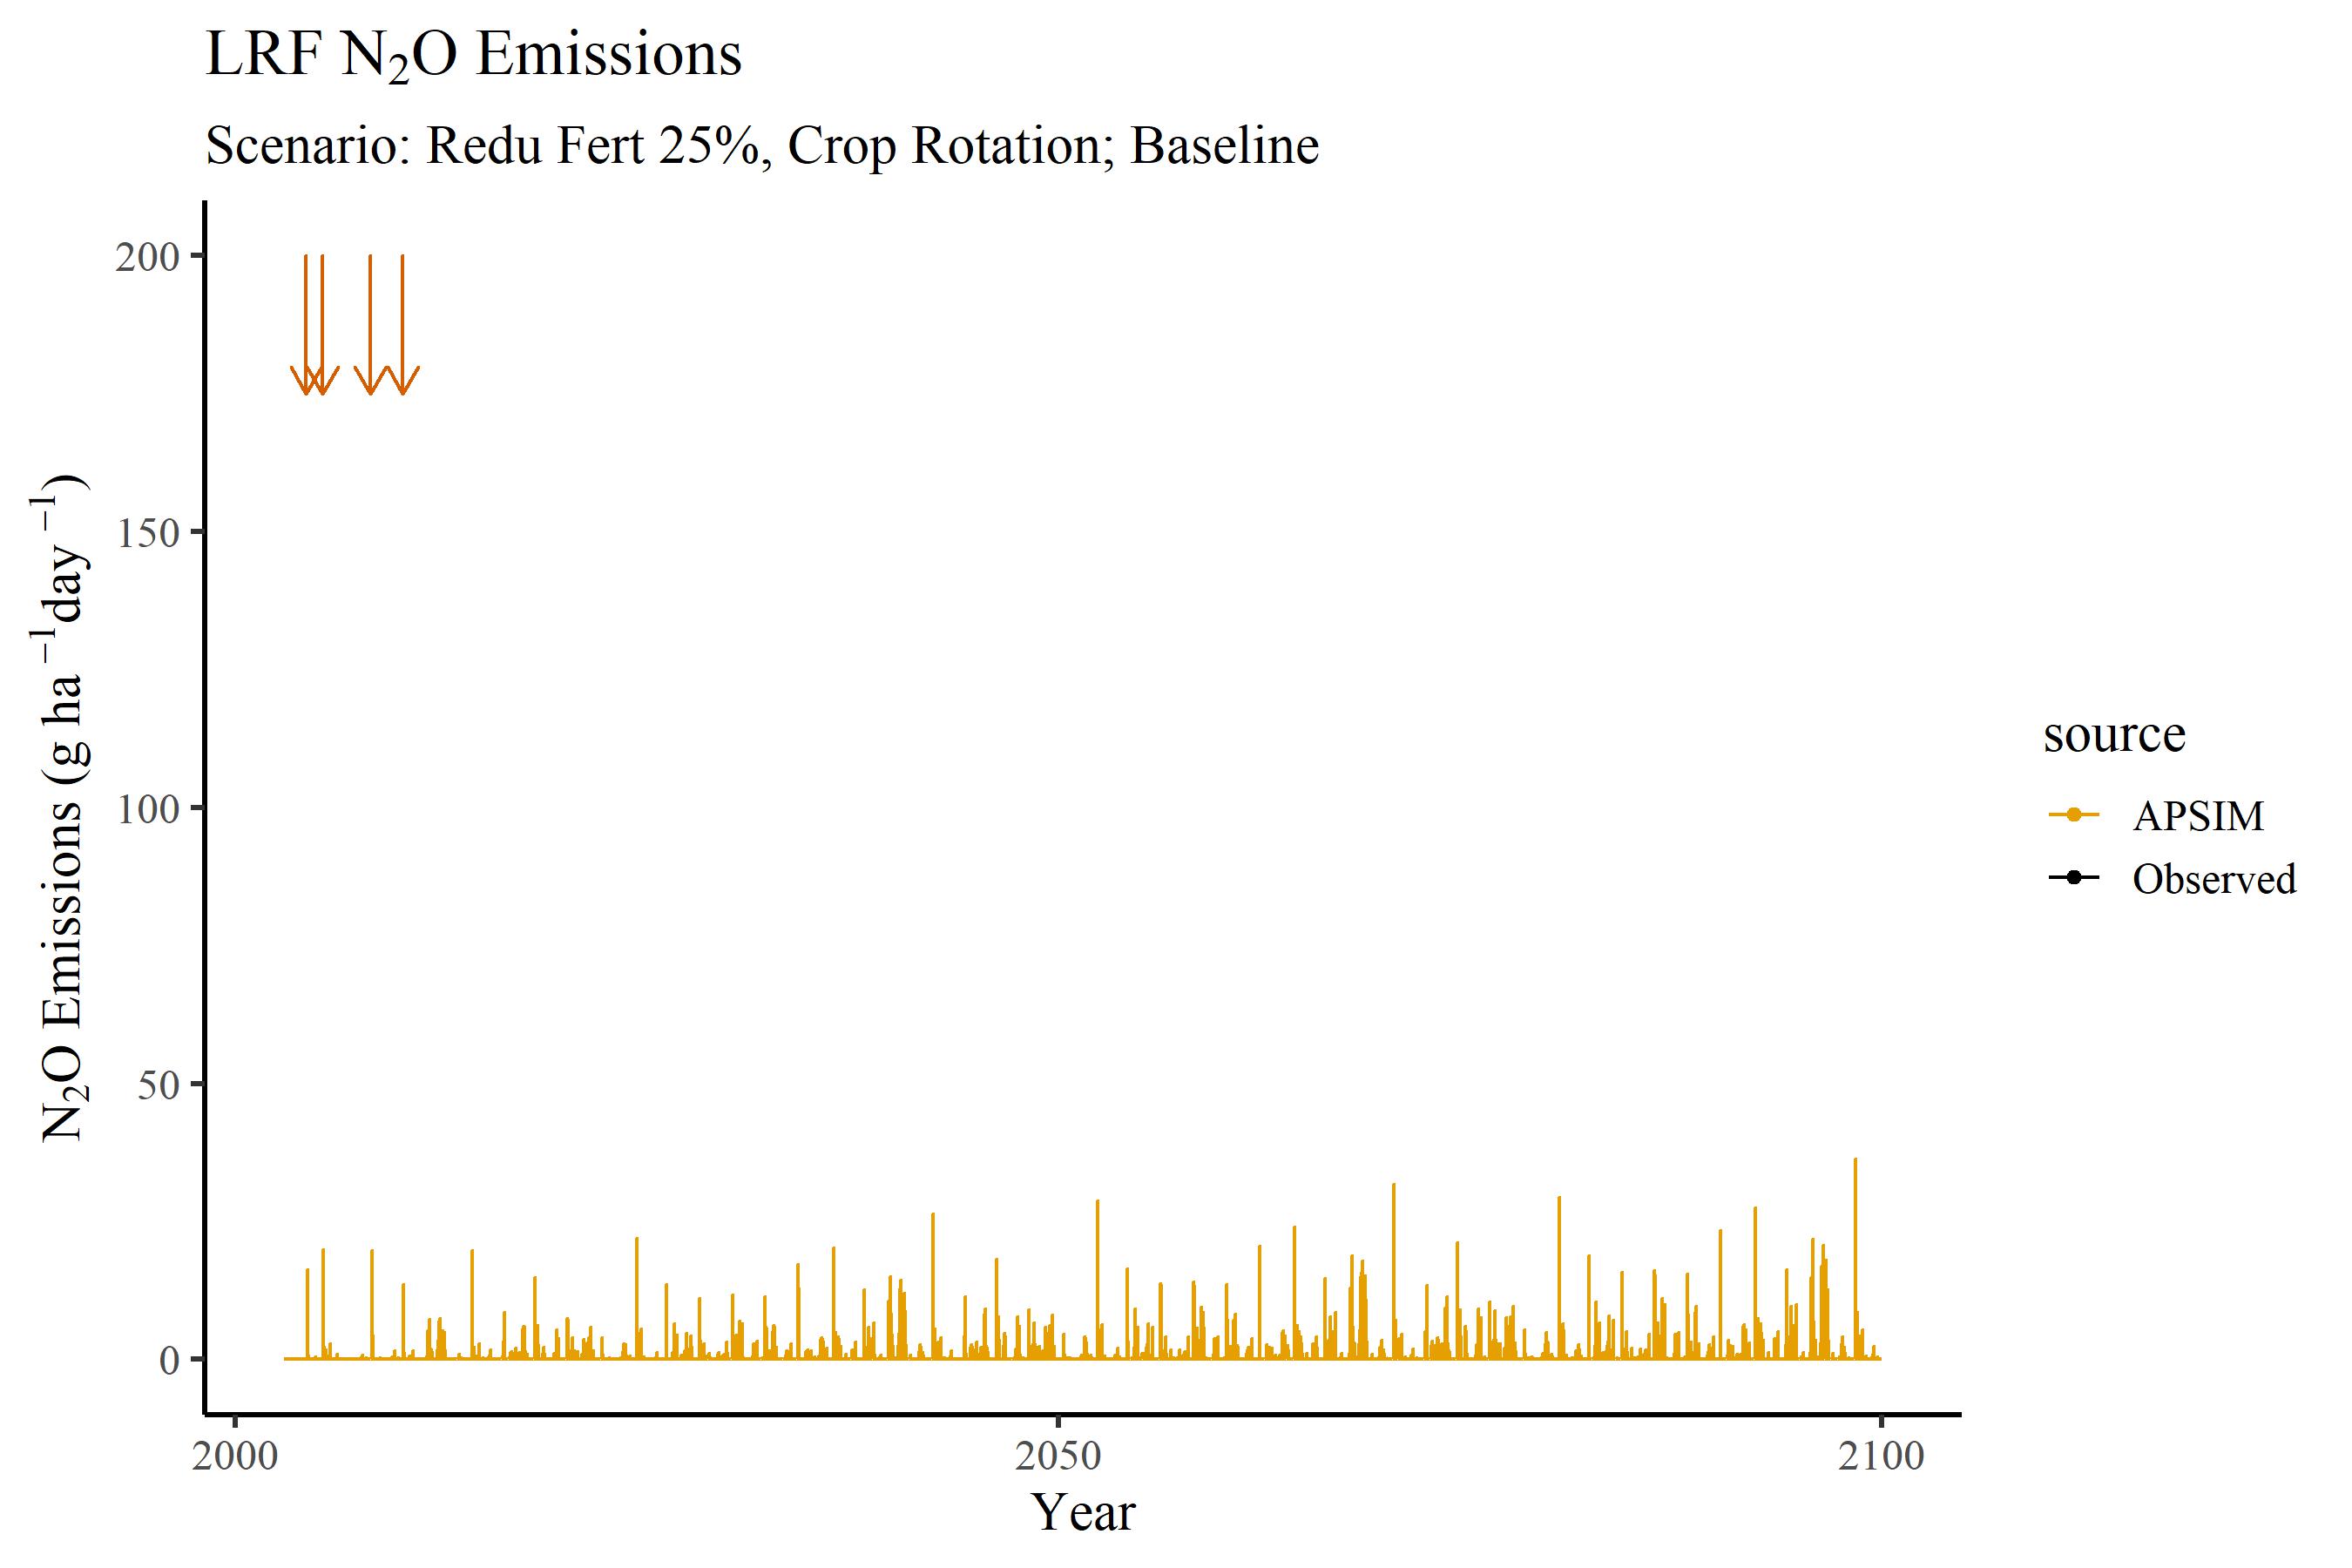 LRF N₂O Emissions
Scenario: Redu Fert 25%, Crop Rotation; Baseline
N₂O Emissions (g ha ⁻¹day ⁻¹)
200
150
100
50
0
2000
2050
2100
Year
source
APSIM
Observed